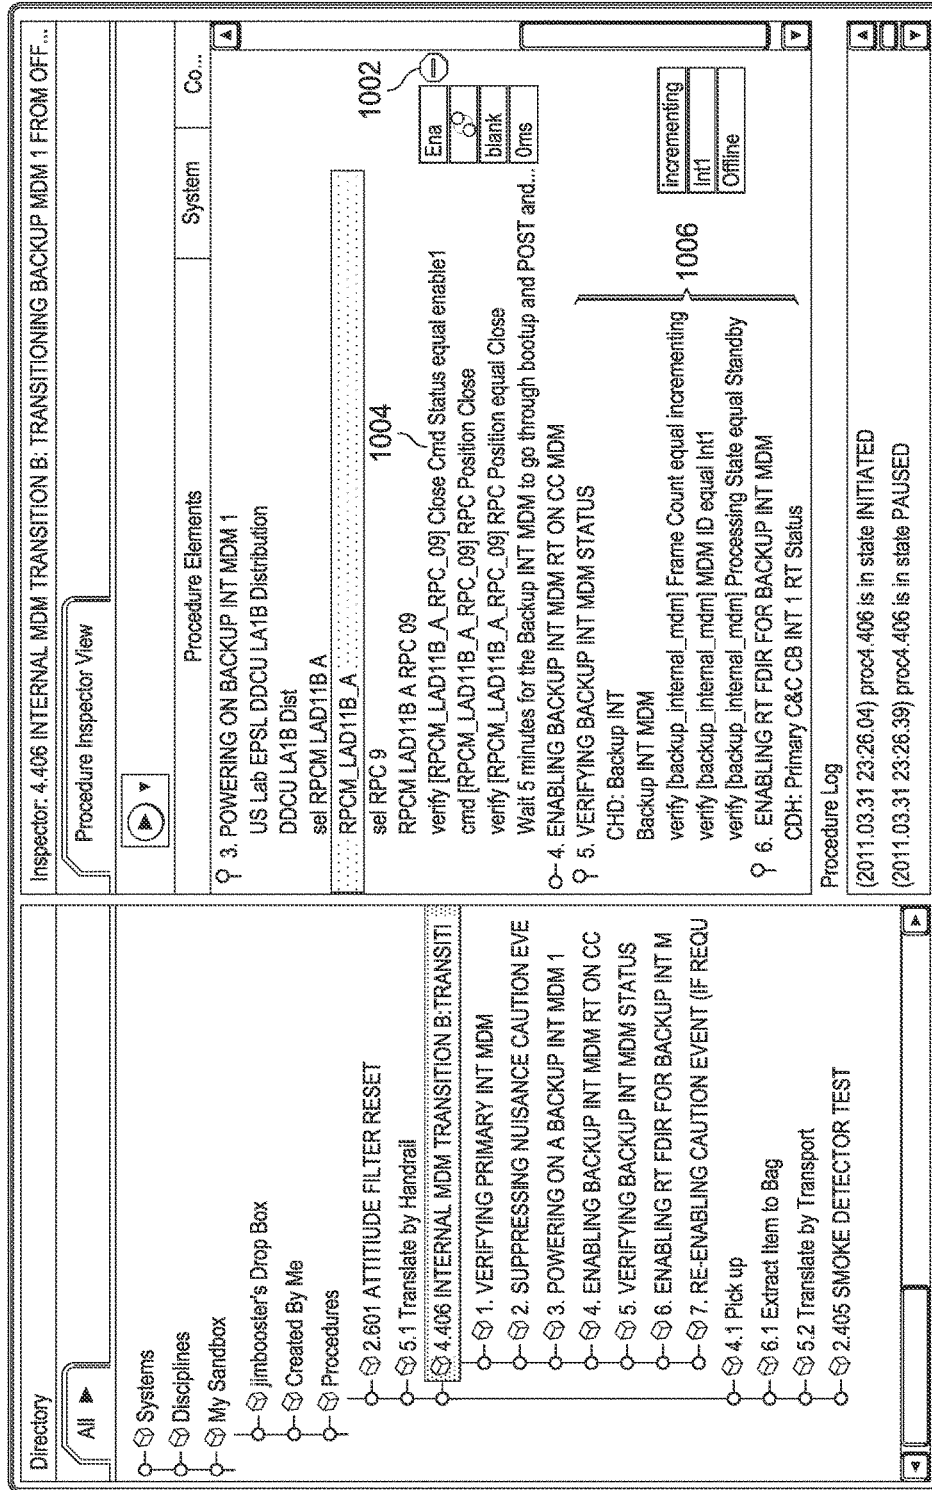 Directory
All
Systems
Disciplines
My Sandbox
jimbooster's Drop Box
Created By Me
Procedures
2.601 ATTITIUDE FILTER RESET
5.1 Translate by Handrail
4.406 INTERNAL MDM TRANSITION B:TRANSITI
1. VERIFYING PRIMARY INT MDM
2. SUPPRESSING NUISANCE CAUTION EVE
3. POWERING ON A BACKUP INT MDM 1
4. ENABLING BACKUP INT MDM RT ON CC
5. VERIFYING BACKUP INT MDM STATUS
6. ENABLING RT FDIR FOR BACKUP INT M
7. RE-ENABLING CAUTION EVENT (IF REQU
4.1 Pick up
6.1 Extract Item to Bag
5.2 Translate by Transport
2.405 SMOKE DETECTOR TEST
Inspector: 4.406 INTERNAL MDM TRANSITION B: TRANSITIONING BACKUP MDM 1 FROM OFF...
Procedure Inspector View
Procedure Elements
System
Co...
3. POWERING ON BACKUP INT MDM 1
US Lab EPSL DDCU LA1B Distribution
DDCU LA1B Dist
sel RPCM LAD11B A
RPCM_LAD11B_A
sel RPC 9
RPCM LAD11B A RPC 09
1004
1002
verify [RPCM_LAD11B_A_RPC_09] Close Cmd Status equal enable1
Ena
cmd [RPCM_LAD11B_A_RPC_09] RPC Position Close
verify [RPCM_LAD11B_A_RPC_09] RPC Position equal Close
blank
Wait 5 minutes for the Backup INT MDM to go through bootup and POST and...
0ms
4. ENABLING BACKUP INT MDM RT ON CC MDM
5. VERIFYING BACKUP INT MDM STATUS
CHD: Backup INT
Backup INT MDM
verify [backup_internal_mdm] Frame Count equal incrementing
incrementing
verify [backup_internal_mdm] MDM ID equal Int1
Int1
verify [backup_internal_mdm] Processing State equal Standby
Offline
1006
6. ENABLING RT FDIR FOR BACKUP INT MDM
CDH: Primary C&C CB INT 1 RT Status
Procedure Log
(2011.03.31 23:26.04) proc4.406 is in state INITIATED
(2011.03.31 23:26.39) proc4.406 is in state PAUSED